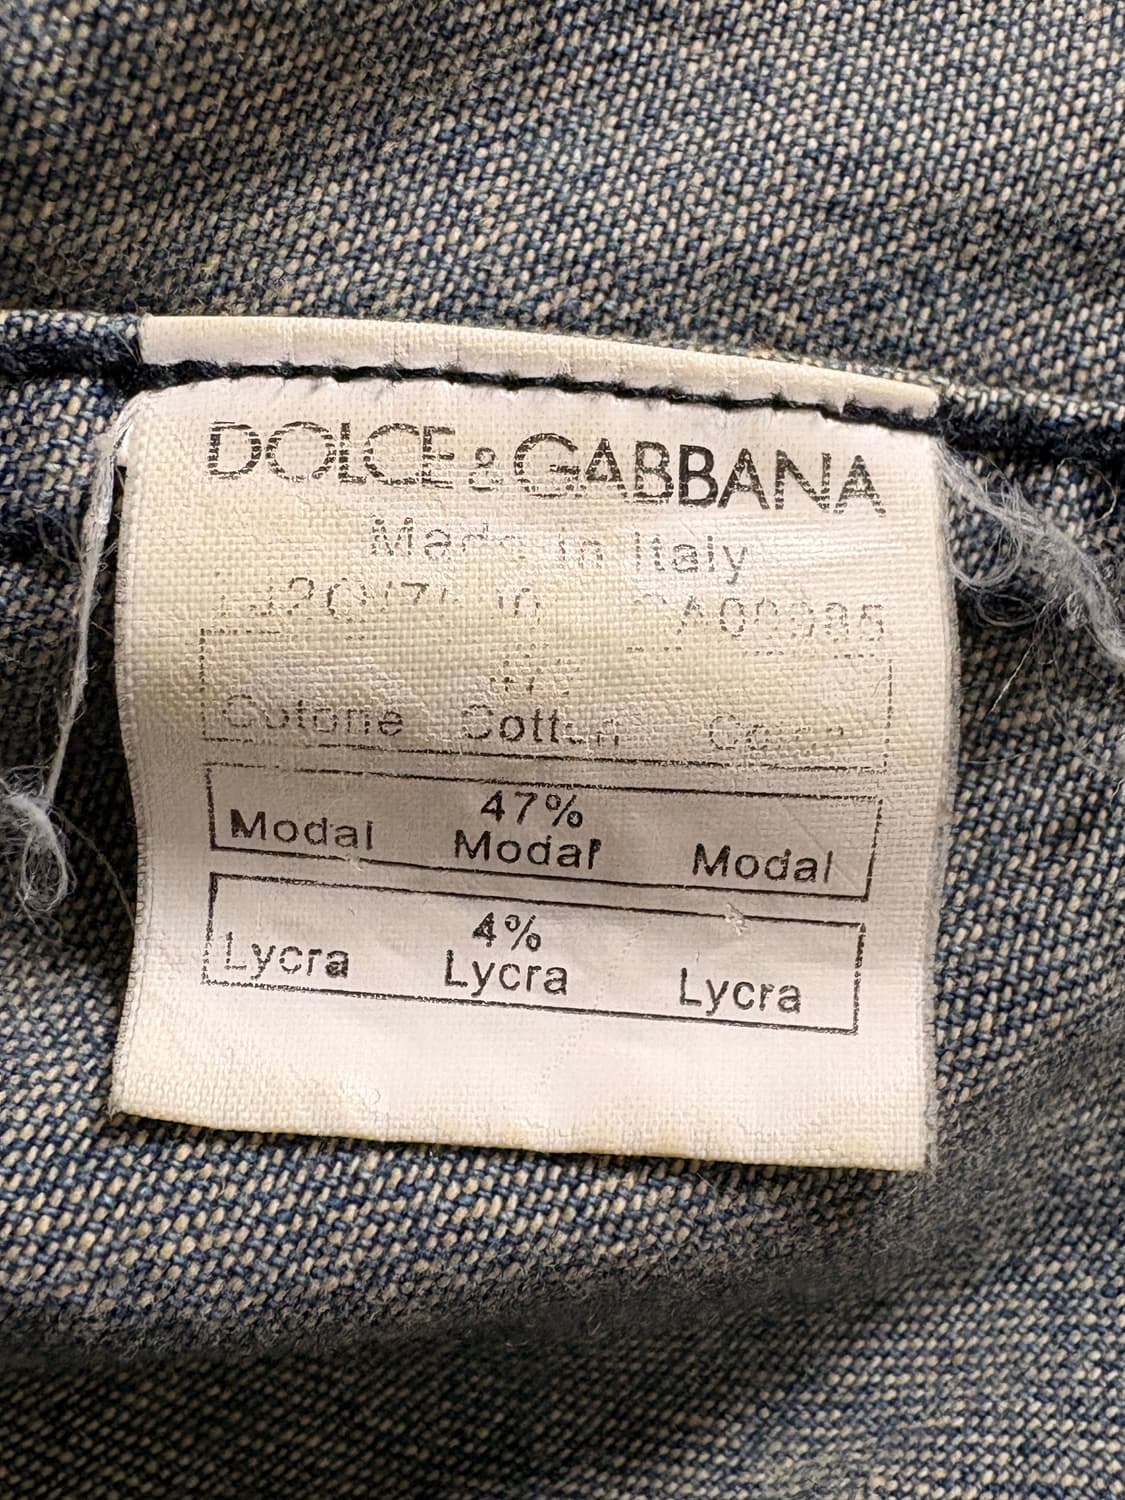 DOLCE & GABBANA
Made in Italy
Cotone Cotton
47%
Modal Modal Modal
4%
Lycra Lycra Lycra